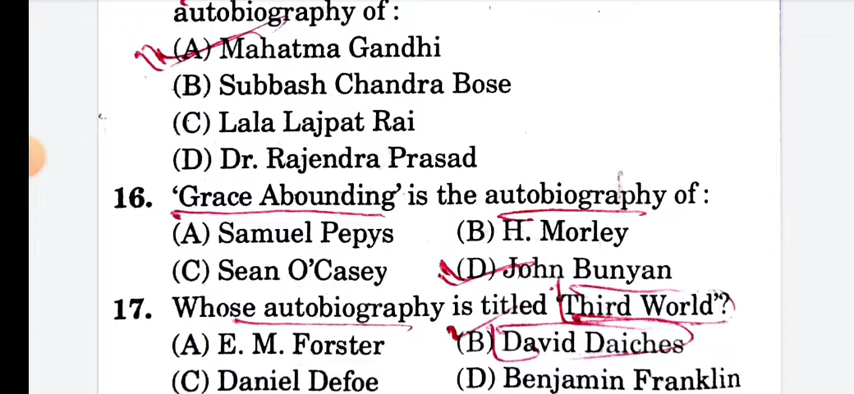 autobiography of :
(A) Mahatma Gandhi
(B) Subbash Chandra Bose
(C) Lala Lajpat Rai
(D) Dr. Rajendra Prasad
16. ‘Grace Abounding’ is the autobiography of :
(A) Samuel Pepys (B) H. Morley
(C) Sean O’Casey (D) John Bunyan
17. Whose autobiography is titled ‘Third World’?
(A) E. M. Forster (B) David Daiches
(C) Daniel Defoe (D) Benjamin Franklin